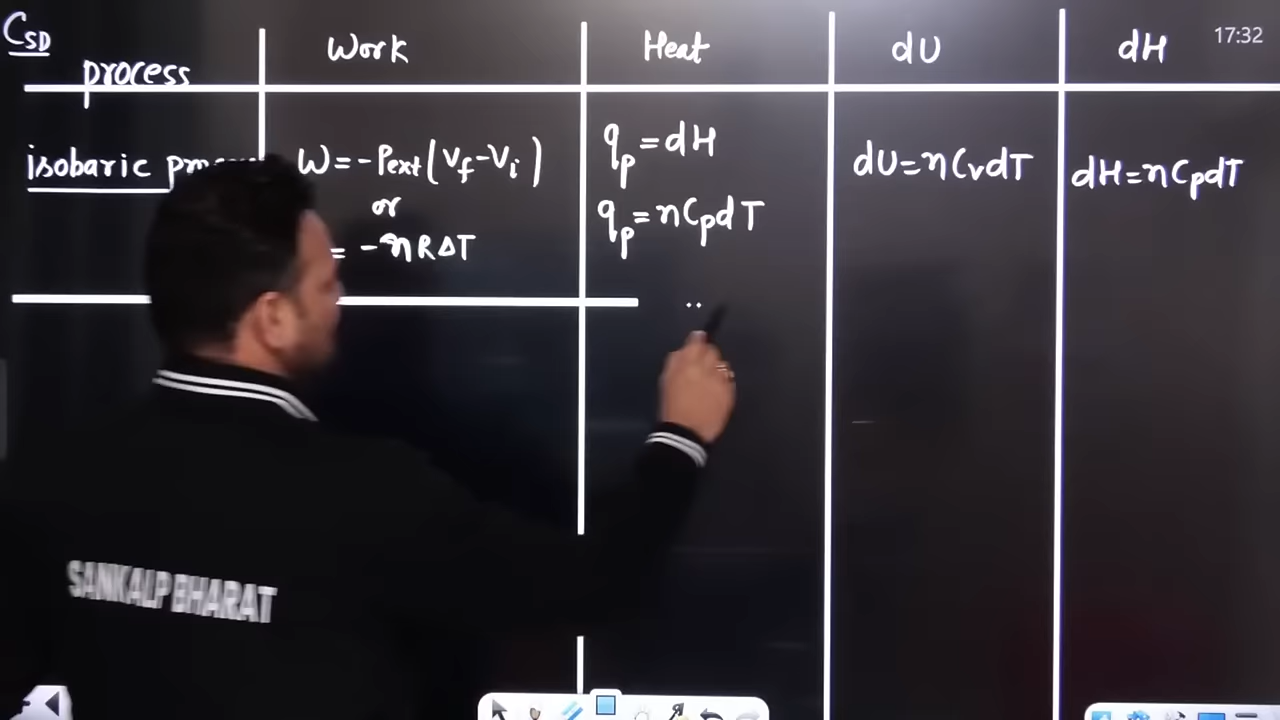 CSD
process
Work
Heat
dU
dH
17:32
isobaric
W = -Pext (Vf - Vi)
or
= -nRΔT
qp = dH
qp = nCpdT
dU = nCvdT
dH = nCpdT
SANKALP BHARAT